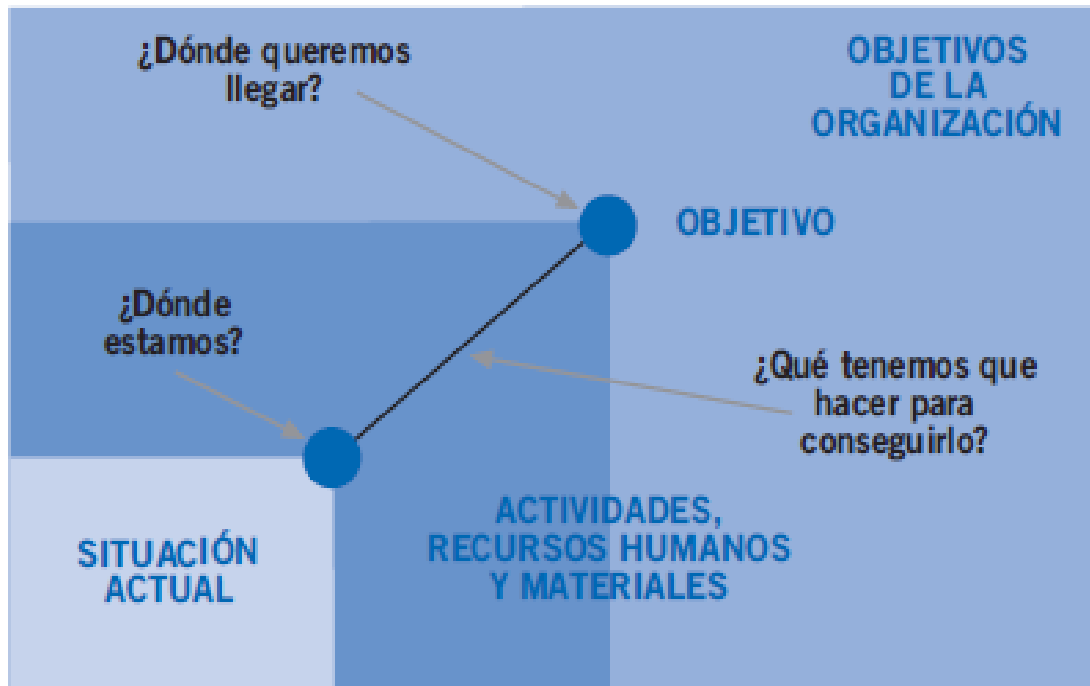 ¿Dónde queremos
llegar?
OBJETIVOS
DE LA
ORGANIZACIÓN
OBJETIVO
¿Dónde
estamos?
¿Qué tenemos que
hacer para
conseguirlo?
SITUACIÓN
ACTUAL
ACTIVIDADES,
RECURSOS HUMANOS
Y MATERIALES